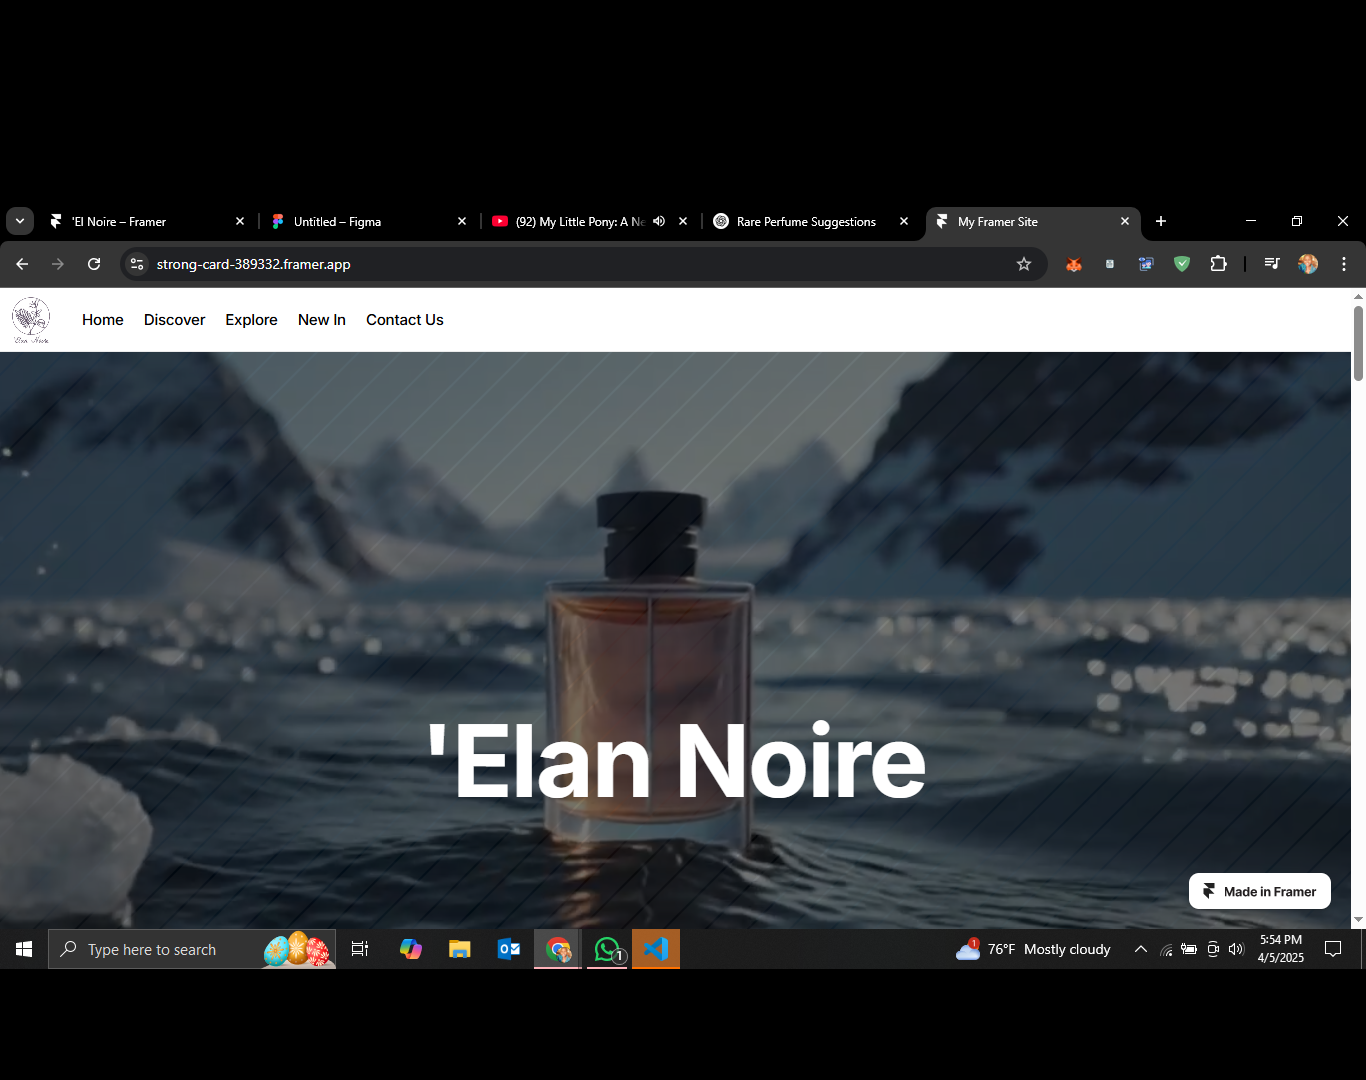 'El Noire – Framer
Untitled – Figma
(92) My Little Pony: A Ne
Rare Perfume Suggestions
My Framer Site
strong-card-389332.framer.app
Home
Discover
Explore
New In
Contact Us
'Elan Noire
Made in Framer
Type here to search
1
1
76°F Mostly cloudy
5:54 PM
4/5/2025